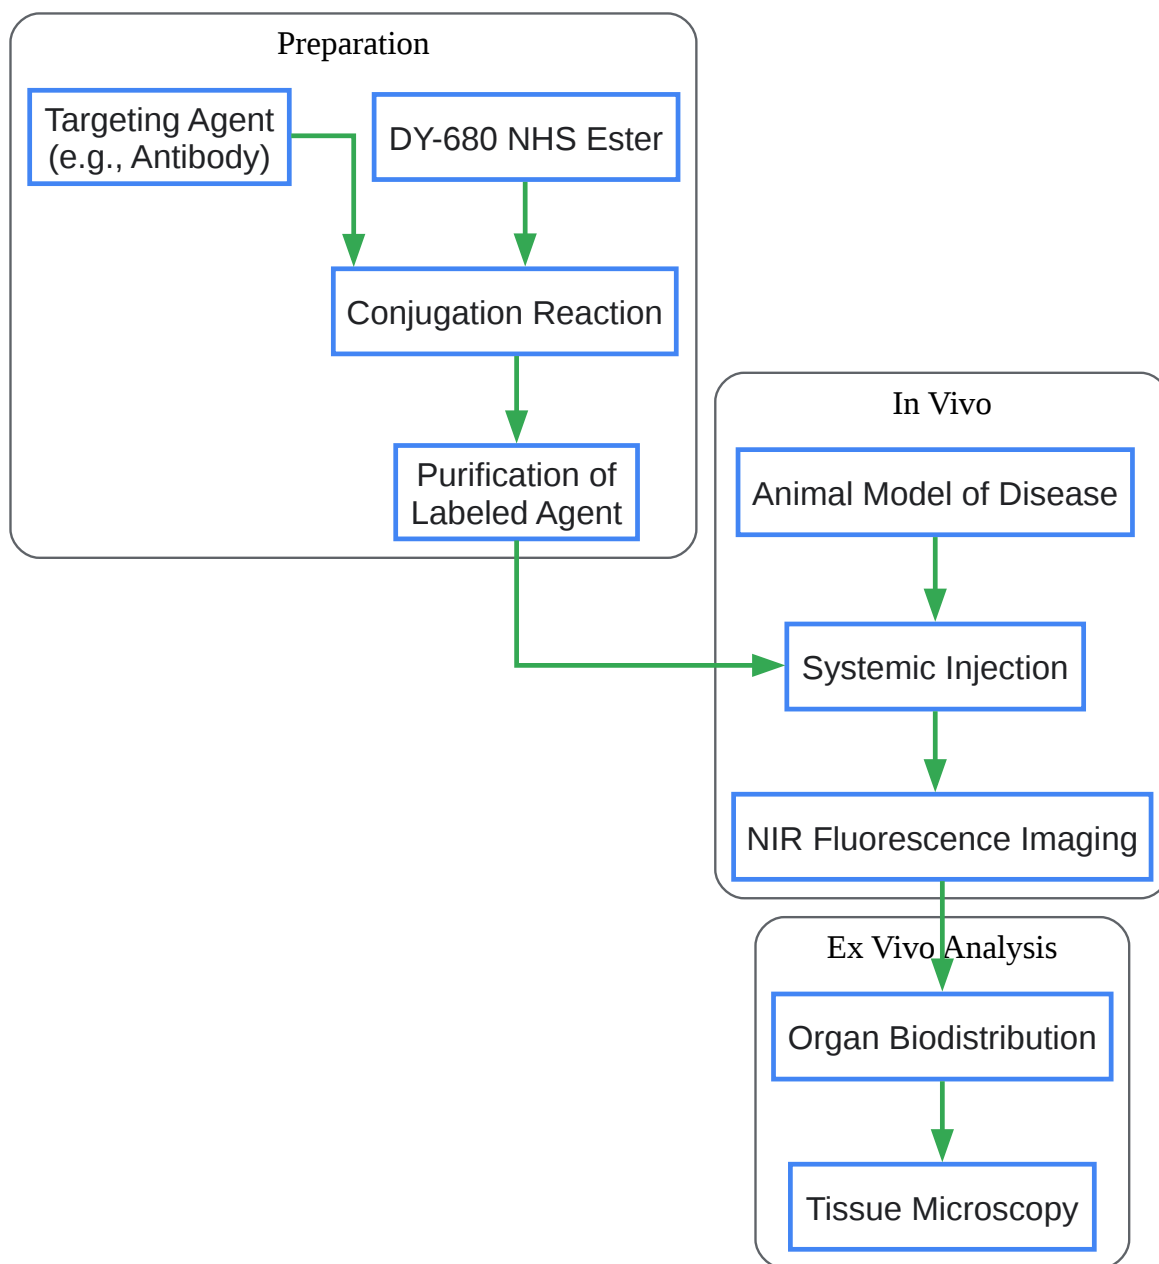 Preparation
Targeting Agent
(e.g., Antibody)
DY-680 NHS Ester
Conjugation Reaction
Purification of
Labeled Agent
In Vivo
Animal Model of Disease
Systemic Injection
NIR Fluorescence Imaging
Ex Vivo Analysis
Organ Biodistribution
Tissue Microscopy